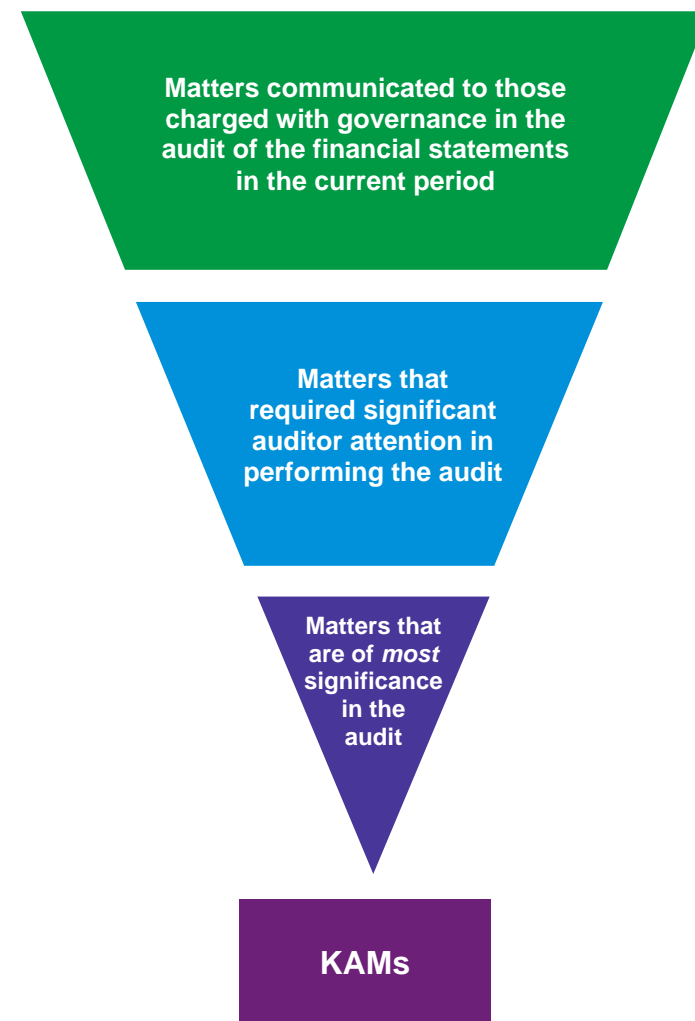 Matters communicated to those
charged with governance in the
audit of the financial statements
in the current period
Matters that
required significant
auditor attention in
performing the audit
Matters that
are of most
significance
in the
audit
KAMs